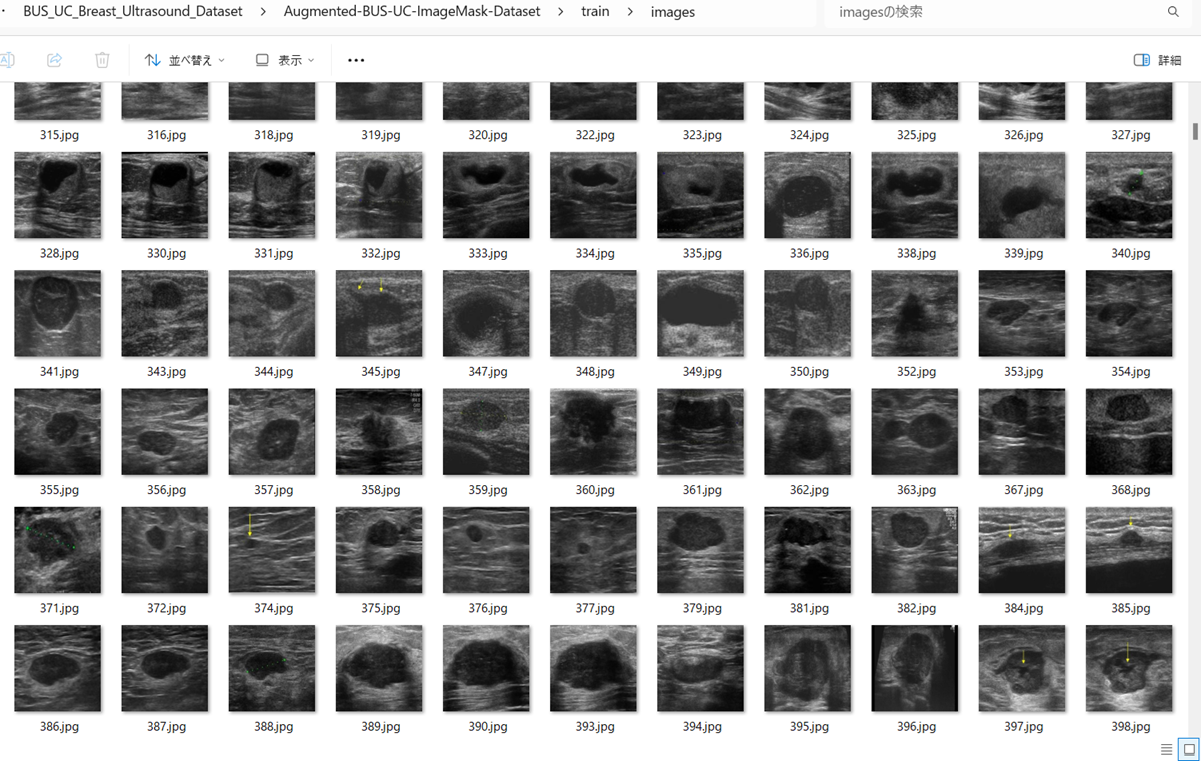 BUS_UC_Breast_Ultrasound_Dataset > Augmented-BUS-UC-ImageMask-Dataset > train > images imagesの検索
並べ替え 表示 ... 詳細
315.jpg 316.jpg 318.jpg 319.jpg 320.jpg 322.jpg 323.jpg 324.jpg 325.jpg 326.jpg 327.jpg
328.jpg 330.jpg 331.jpg 332.jpg 333.jpg 334.jpg 335.jpg 336.jpg 338.jpg 339.jpg 340.jpg
341.jpg 343.jpg 344.jpg 345.jpg 347.jpg 348.jpg 349.jpg 350.jpg 352.jpg 353.jpg 354.jpg
355.jpg 356.jpg 357.jpg 358.jpg 359.jpg 360.jpg 361.jpg 362.jpg 363.jpg 367.jpg 368.jpg
371.jpg 372.jpg 374.jpg 375.jpg 376.jpg 377.jpg 379.jpg 381.jpg 382.jpg 384.jpg 385.jpg
386.jpg 387.jpg 388.jpg 389.jpg 390.jpg 393.jpg 394.jpg 395.jpg 396.jpg 397.jpg 398.jpg